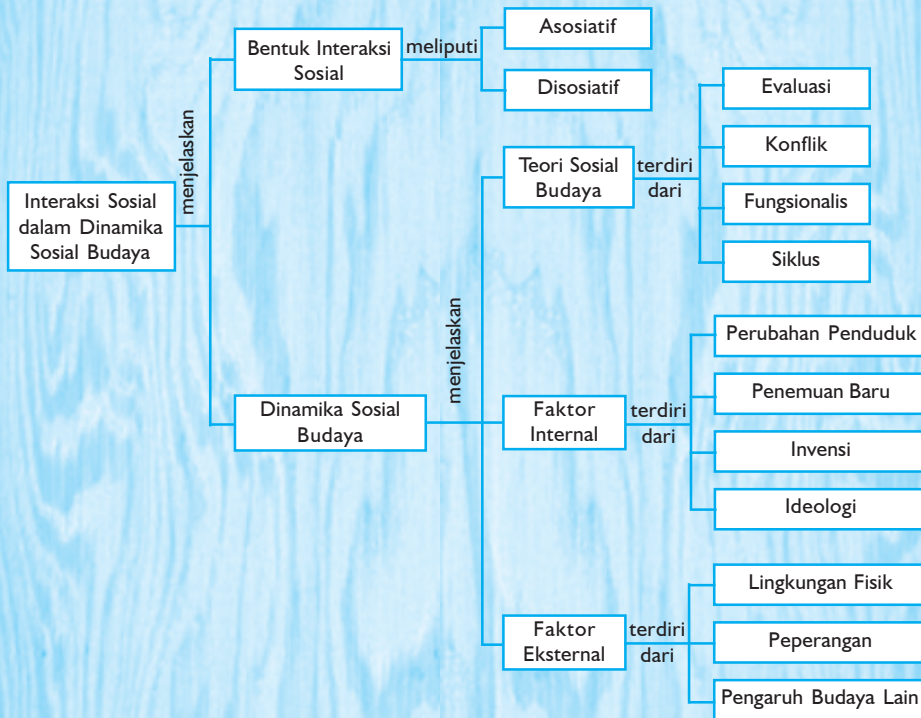 Interaksi Sosial
dalam Dinamika
Sosial Budaya
menjelaskan
Bentuk Interaksi
Sosial
meliputi
Asosiatif
Disosiatif
Dinamika Sosial
Budaya
menjelaskan
Teori Sosial
Budaya
terdiri
dari
Evaluasi
Konflik
Fungsionalis
Siklus
Faktor
Internal
terdiri
dari
Perubahan Penduduk
Penemuan Baru
Invensi
Ideologi
Faktor
Eksternal
terdiri
dari
Lingkungan Fisik
Peperangan
Pengaruh Budaya Lain